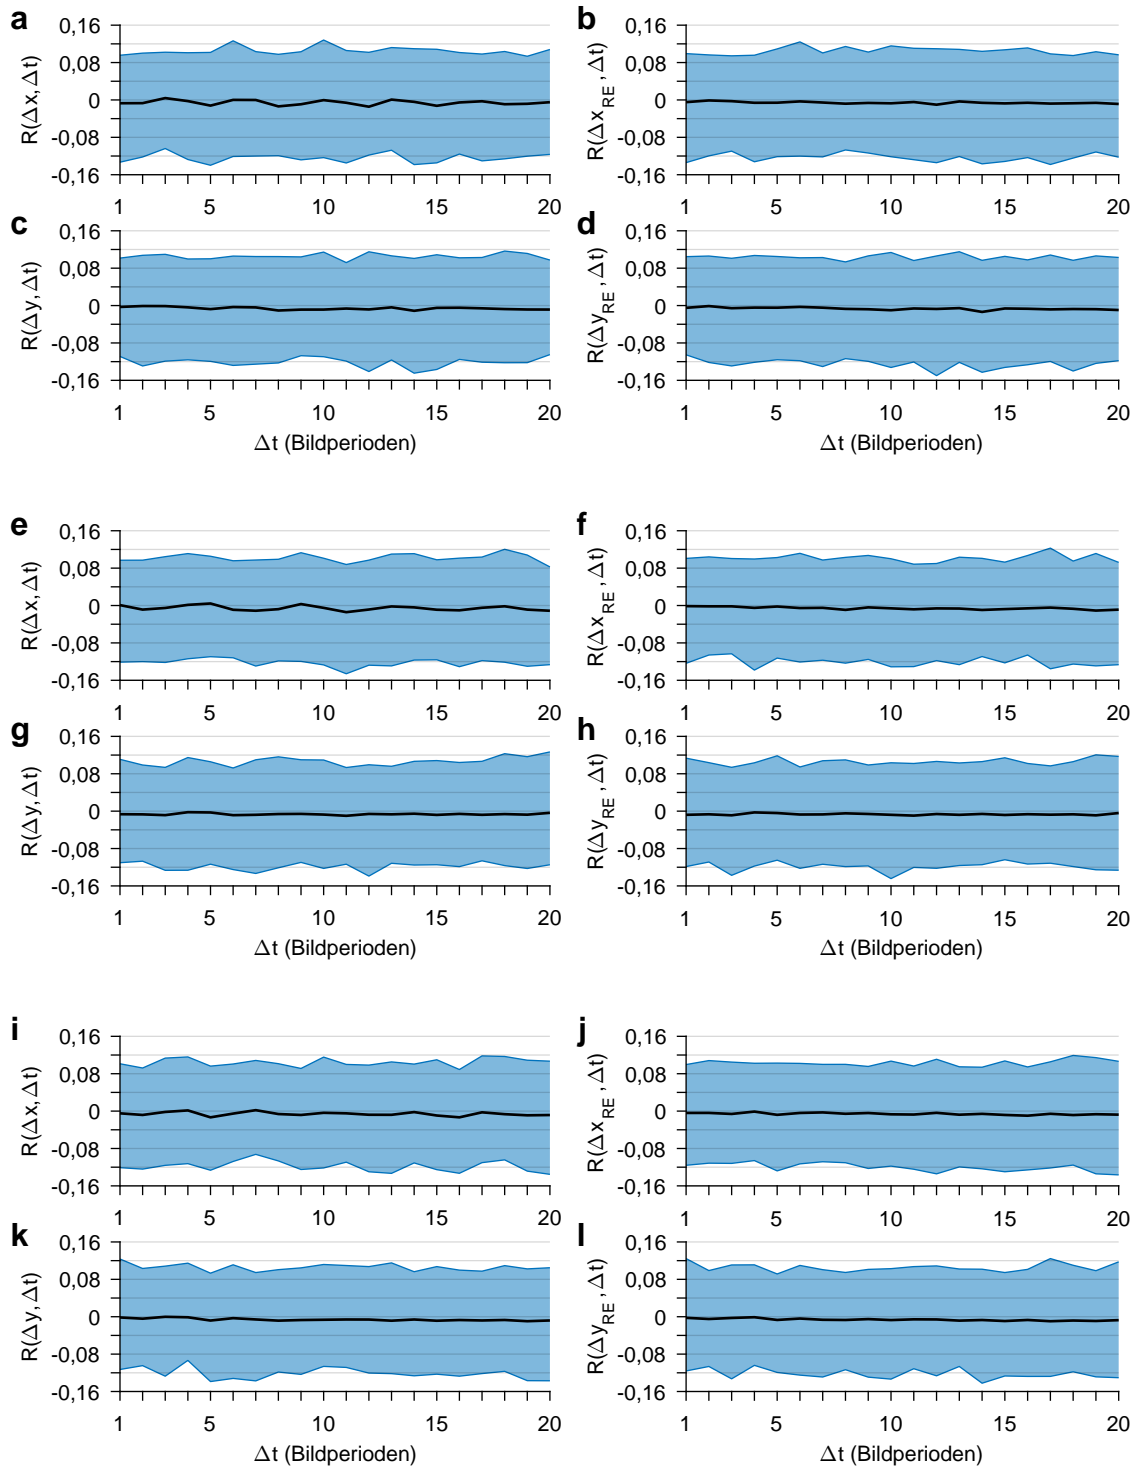 a
R(Δx, Δt)
0,16
0,08
0
-0,08
-0,16
1 5 10 15 20
b
R(Δx_RE, Δt)
0,16
0,08
0
-0,08
-0,16
1 5 10 15 20
c
R(Δy, Δt)
0,16
0,08
0
-0,08
-0,16
1 5 10 15 20
Δt (Bildperioden)
d
R(Δy_RE, Δt)
0,16
0,08
0
-0,08
-0,16
1 5 10 15 20
Δt (Bildperioden)
e
R(Δx, Δt)
0,16
0,08
0
-0,08
-0,16
1 5 10 15 20
f
R(Δx_RE, Δt)
0,16
0,08
0
-0,08
-0,16
1 5 10 15 20
g
R(Δy, Δt)
0,16
0,08
0
-0,08
-0,16
1 5 10 15 20
Δt (Bildperioden)
h
R(Δy_RE, Δt)
0,16
0,08
0
-0,08
-0,16
1 5 10 15 20
Δt (Bildperioden)
i
R(Δx, Δt)
0,16
0,08
0
-0,08
-0,16
1 5 10 15 20
j
R(Δx_RE, Δt)
0,16
0,08
0
-0,08
-0,16
1 5 10 15 20
k
R(Δy, Δt)
0,16
0,08
0
-0,08
-0,16
1 5 10 15 20
Δt (Bildperioden)
l
R(Δy_RE, Δt)
0,16
0,08
0
-0,08
-0,16
1 5 10 15 20
Δt (Bildperioden)